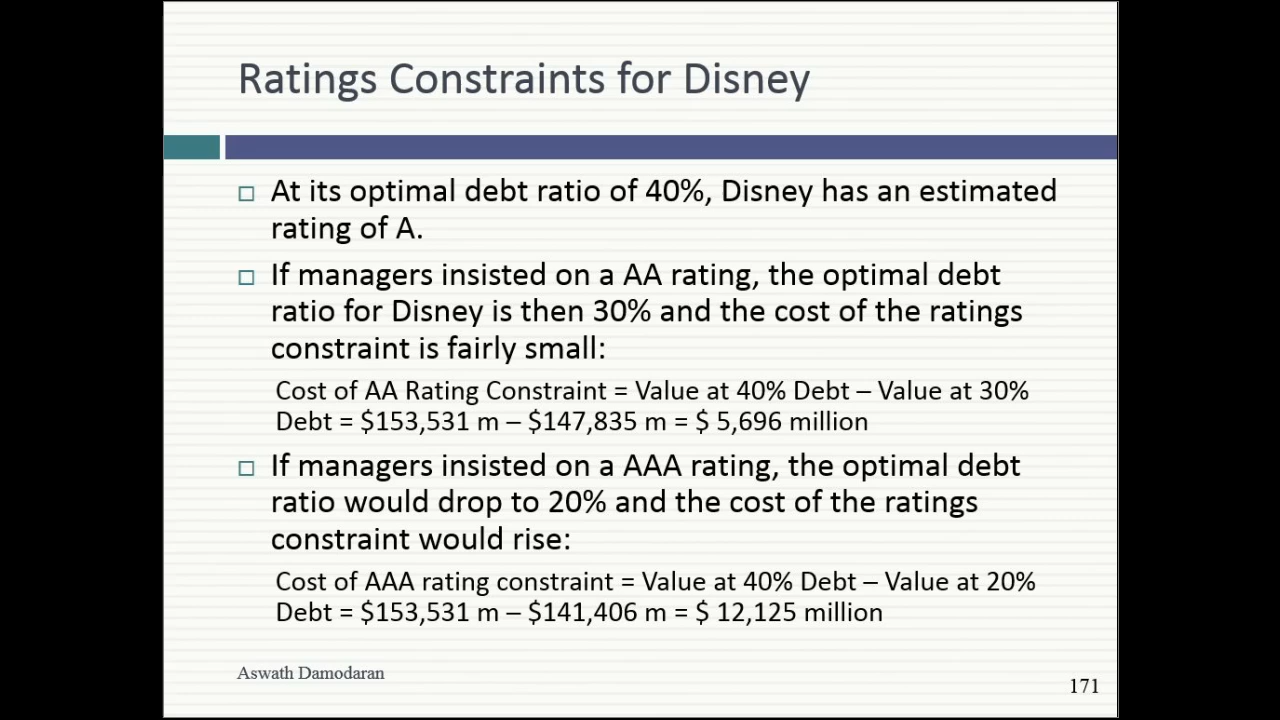 Ratings Constraints for Disney
At its optimal debt ratio of 40%, Disney has an estimated
rating of A.
If managers insisted on a AA rating, the optimal debt
ratio for Disney is then 30% and the cost of the ratings
constraint is fairly small:
Cost of AA Rating Constraint = Value at 40% Debt – Value at 30%
Debt = $153,531 m – $147,835 m = $ 5,696 million
If managers insisted on a AAA rating, the optimal debt
ratio would drop to 20% and the cost of the ratings
constraint would rise:
Cost of AAA rating constraint = Value at 40% Debt – Value at 20%
Debt = $153,531 m – $141,406 m = $ 12,125 million
Aswath Damodaran
171